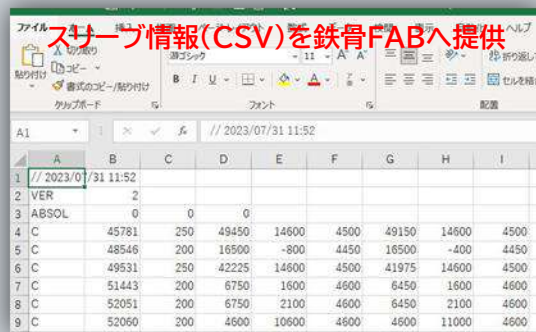 スリーブ情報(CSV)を鉄骨FABへ提供
ファイル
ヘルプ
切り取り
コピー
書式のコピー/貼り付け
貼り付け
游ゴシック 11 A A
B I U A
折り返し
セルを結
クリップボード フォント 配置
A1 fx // 2023/07/31 11:52
A B C D E F G H I
1 // 2023/07/31 11:52
2 VER 2
3 ABSOL 0 0 0
4 C 45781 250 49450 14600 4500 49150 14600 4500
5 C 48546 200 16500 -800 4450 16500 -400 4450
6 C 49531 250 42225 14600 4500 41975 14600 4500
7 C 51443 200 6750 1600 4600 6450 1600 4600
8 C 52051 200 6750 2100 4600 6450 2100 4600
9 C 52060 200 4600 10600 4600 4600 11000 4600